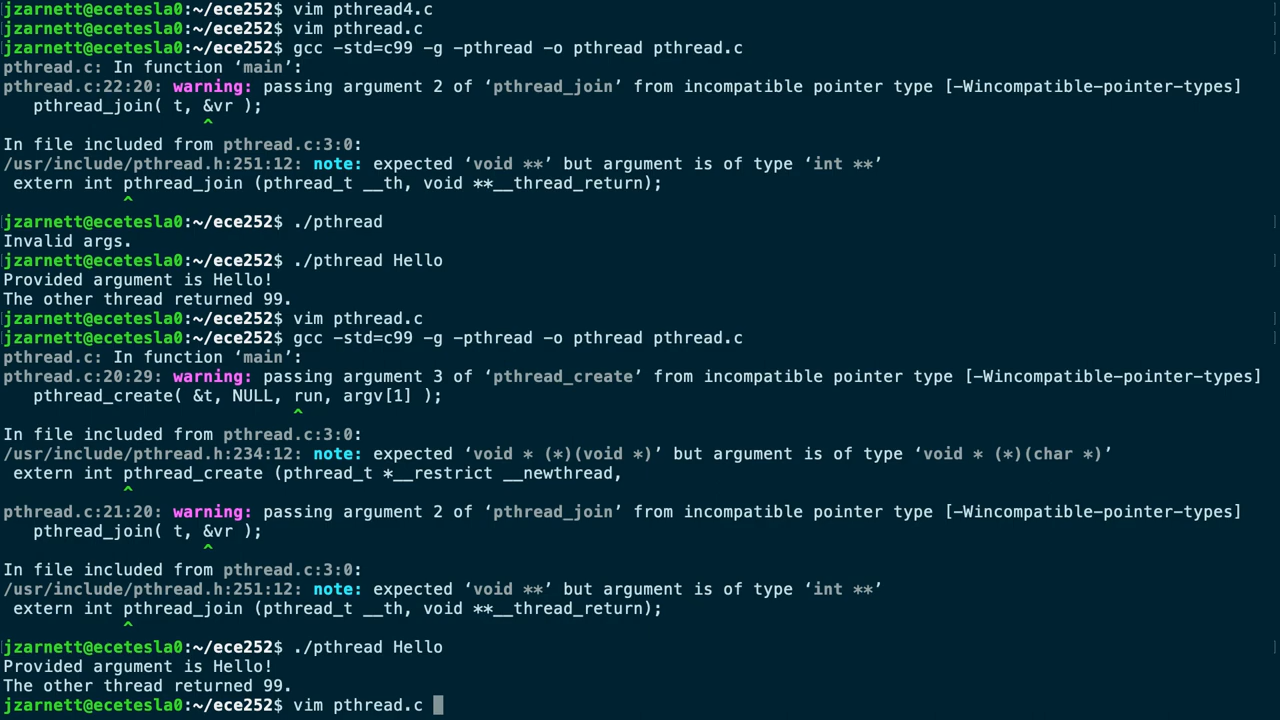 jzarnett@ecetesla0:~/ece252$ vim pthread4.c
jzarnett@ecetesla0:~/ece252$ vim pthread.c
jzarnett@ecetesla0:~/ece252$ gcc -std=c99 -g -pthread -o pthread pthread.c
pthread.c: In function ‘main’:
pthread.c:22:20: warning: passing argument 2 of ‘pthread_join’ from incompatible pointer type [-Wincompatible-pointer-types]
   pthread_join( t, &vr );
                    ^
In file included from pthread.c:3:0:
/usr/include/pthread.h:251:12: note: expected ‘void **’ but argument is of type ‘int **’
 extern int pthread_join (pthread_t __th, void **__thread_return);
            ^
jzarnett@ecetesla0:~/ece252$ ./pthread
Invalid args.
jzarnett@ecetesla0:~/ece252$ ./pthread Hello
Provided argument is Hello!
The other thread returned 99.
jzarnett@ecetesla0:~/ece252$ vim pthread.c
jzarnett@ecetesla0:~/ece252$ gcc -std=c99 -g -pthread -o pthread pthread.c
pthread.c: In function ‘main’:
pthread.c:20:29: warning: passing argument 3 of ‘pthread_create’ from incompatible pointer type [-Wincompatible-pointer-types]
   pthread_create( &t, NULL, run, argv[1] );
                             ^
In file included from pthread.c:3:0:
/usr/include/pthread.h:234:12: note: expected ‘void * (*)(void *)’ but argument is of type ‘void * (*)(char *)’
 extern int pthread_create (pthread_t *__restrict __newthread,
            ^
pthread.c:21:20: warning: passing argument 2 of ‘pthread_join’ from incompatible pointer type [-Wincompatible-pointer-types]
   pthread_join( t, &vr );
                    ^
In file included from pthread.c:3:0:
/usr/include/pthread.h:251:12: note: expected ‘void **’ but argument is of type ‘int **’
 extern int pthread_join (pthread_t __th, void **__thread_return);
            ^
jzarnett@ecetesla0:~/ece252$ ./pthread Hello
Provided argument is Hello!
The other thread returned 99.
jzarnett@ecetesla0:~/ece252$ vim pthread.c